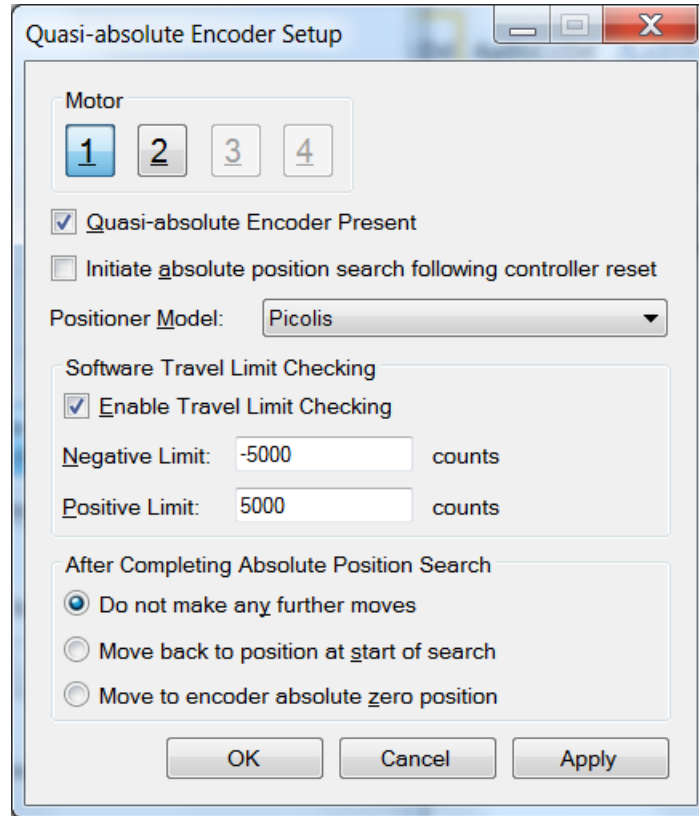 Quasi-absolute Encoder Setup
Motor
1 2 3 4
Quasi-absolute Encoder Present
Initiate absolute position search following controller reset
Positioner Model: Picolis
Software Travel Limit Checking
Enable Travel Limit Checking
Negative Limit: -5000 counts
Positive Limit: 5000 counts
After Completing Absolute Position Search
Do not make any further moves
Move back to position at start of search
Move to encoder absolute zero position
OK Cancel Apply